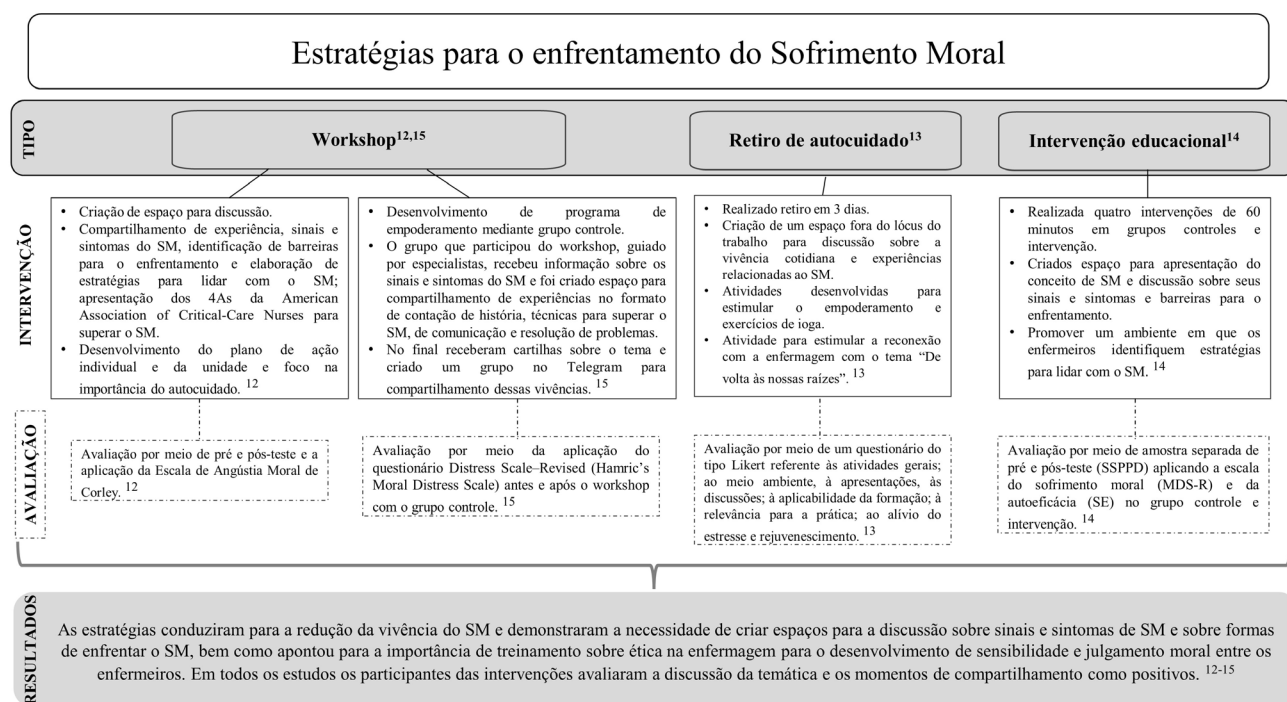 Estratégias para o enfrentamento do Sofrimento Moral
TIPO
Workshop12,15
Retiro de autocuidado13
Intervenção educacional14
INTERVENÇÃO
• Criação de espaço para discussão.
• Compartilhamento de experiência, sinais e
sintomas do SM, identificação de barreiras
para o enfrentamento e elaboração de
estratégias para lidar com o SM;
apresentação dos 4As da American
Association of Critical-Care Nurses para
superar o SM.
• Desenvolvimento do plano de ação
individual e da unidade e foco na
importância do autocuidado. 12
• Desenvolvimento de programa de
empoderamento mediante grupo controle.
• O grupo que participou do workshop, guiado
por especialistas, recebeu informação sobre os
sinais e sintomas do SM e foi criado espaço para
compartilhamento de experiências no formato
de contação de história, técnicas para superar o
SM, de comunicação e resolução de problemas.
• No final receberam cartilhas sobre o tema e
criado um grupo no Telegram para
compartilhamento dessas vivências. 15
• Realizado retiro em 3 dias.
• Criação de um espaço fora do lócus do
trabalho para discussão sobre a
vivência cotidiana e experiências
relacionadas ao SM.
• Atividades desenvolvidas para
estimular o empoderamento e
exercícios de ioga.
• Atividade para estimular a reconexão
com a enfermagem com o tema “De
volta às nossas raízes”. 13
• Realizada quatro intervenções de 60
minutos em grupos controles e
intervenção.
• Criados espaço para apresentação do
conceito de SM e discussão sobre seus
sinais e sintomas e barreiras para o
enfrentamento.
• Promover um ambiente em que os
enfermeiros identifiquem estratégias
para lidar com o SM. 14
AVALIAÇÃO
Avaliação por meio de pré e pós-teste e a
aplicação da Escala de Angústia Moral de
Corley. 12
Avaliação por meio da aplicação do
questionário Distress Scale–Revised (Hamric’s
Moral Distress Scale) antes e após o workshop
com o grupo controle. 15
Avaliação por meio de um questionário do
tipo Likert referente às atividades gerais;
ao meio ambiente, à apresentações, às
discussões; à aplicabilidade da formação; à
relevância para a prática; ao alívio do
estresse e rejuvenescimento. 13
Avaliação por meio de amostra separada de
pré e pós-teste (SSPPD) aplicando a escala
do sofrimento moral (MDS-R) e da
autoeficácia (SE) no grupo controle e
intervenção. 14
RESULTADOS
As estratégias conduziram para a redução da vivência do SM e demonstraram a necessidade de criar espaços para a discussão sobre sinais e sintomas de SM e sobre formas
de enfrentar o SM, bem como apontou para a importância de treinamento sobre ética na enfermagem para o desenvolvimento de sensibilidade e julgamento moral entre os
enfermeiros. Em todos os estudos os participantes das intervenções avaliaram a discussão da temática e os momentos de compartilhamento como positivos. 12-15